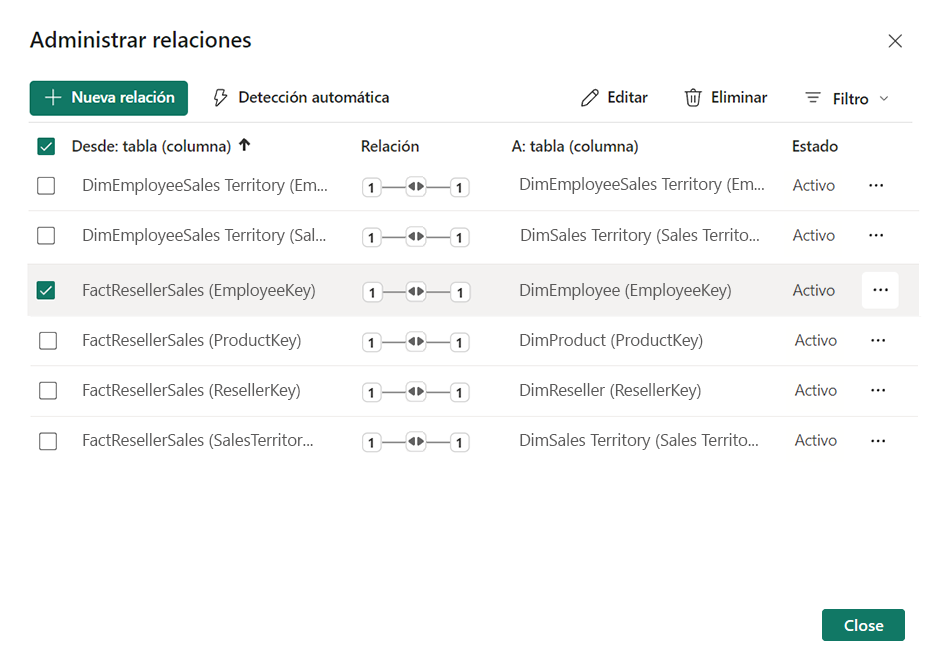 Administrar relaciones
Nueva relación Detección automática Editar Eliminar Filtro
Desde: tabla (columna) Relación A: tabla (columna) Estado
DimEmployeeSales Territory (Em... 1 1 DimEmployeeSales Territory (Em... Activo ...
DimEmployeeSales Territory (Sal... 1 1 DimSales Territory (Sales Territo... Activo ...
FactResellerSales (EmployeeKey) 1 1 DimEmployee (EmployeeKey) Activo ...
FactResellerSales (ProductKey) 1 1 DimProduct (ProductKey) Activo ...
FactResellerSales (ResellerKey) 1 1 DimReseller (ResellerKey) Activo ...
FactResellerSales (SalesTerritor... 1 1 DimSales Territory (Sales Territo... Activo ...
Close